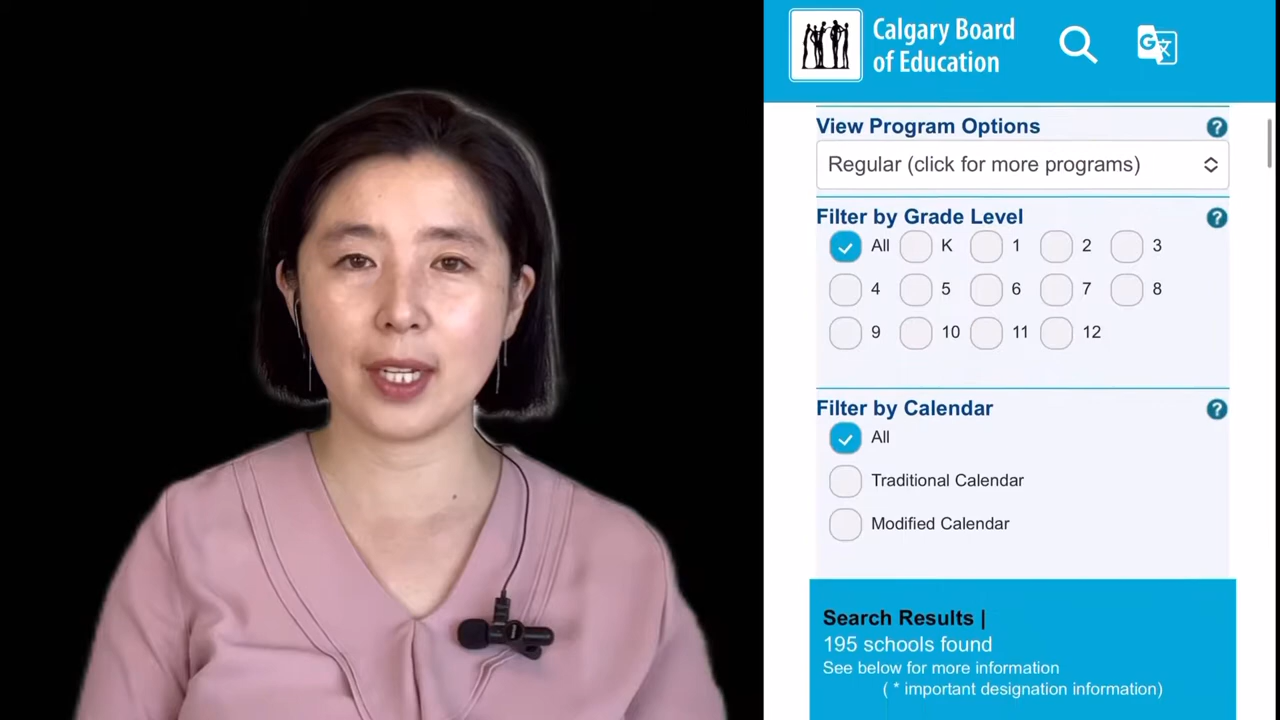 Calgary Board
of Education
View Program Options
?
Regular (click for more programs)
Filter by Grade Level
?
All K 1 2 3
4 5 6 7 8
9 10 11 12
Filter by Calendar
?
All
Traditional Calendar
Modified Calendar
Search Results |
195 schools found
See below for more information
( * important designation information)